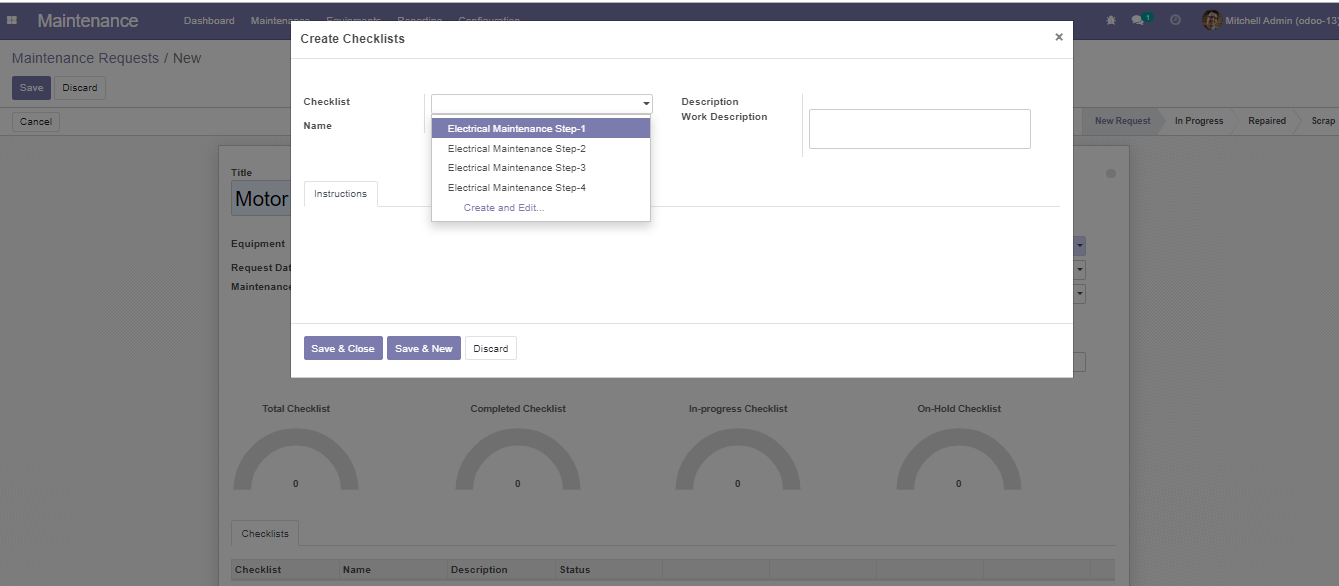 Maintenance Dashboard Maintenance Equipments Reporting Configuration 1 Mitchell Admin (odoo-13)
Maintenance Requests / New
Save Discard
Cancel
New Request In Progress Repaired Scrap
Create Checklists ×
Checklist
Name
Electrical Maintenance Step-1
Electrical Maintenance Step-2
Electrical Maintenance Step-3
Electrical Maintenance Step-4
Create and Edit...
Description
Work Description
Instructions
Save & Close Save & New Discard
Title
Motor
Equipment
Request Dat
Maintenance
Total Checklist Completed Checklist In-progress Checklist On-Hold Checklist
0 0 0 0
Checklists
Checklist Name Description Status